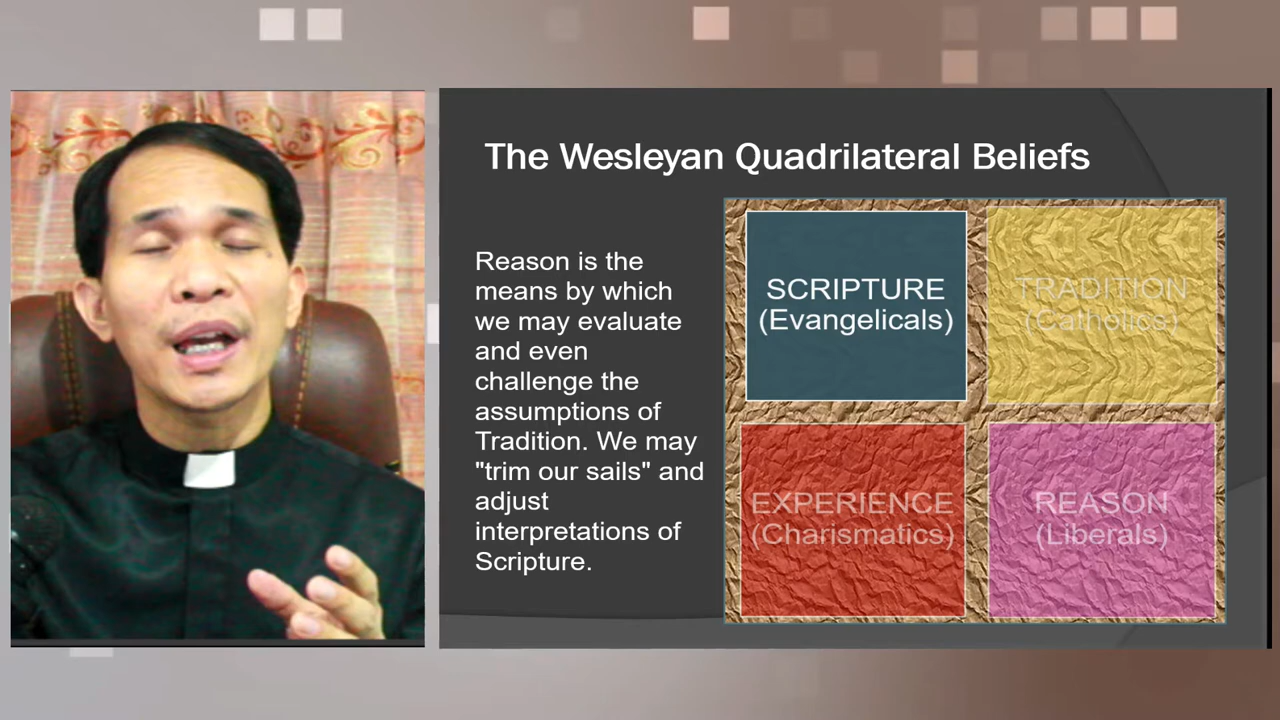 The Wesleyan Quadrilateral Beliefs
Reason is the
means by which
we may evaluate
and even
challenge the
assumptions of
Tradition. We may
"trim our sails" and
adjust
interpretations of
Scripture.
SCRIPTURE
(Evangelicals)
TRADITION
(Catholics)
EXPERIENCE
(Charismatics)
REASON
(Liberals)